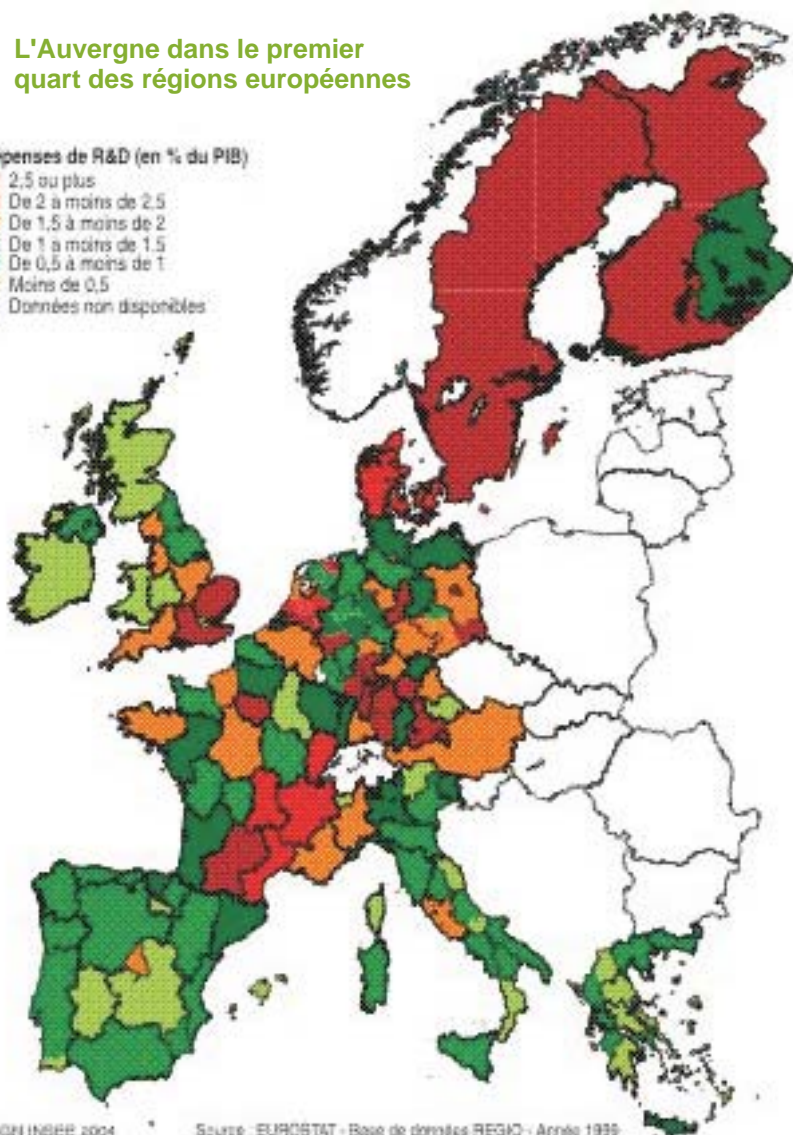 L'Auvergne dans le premier
quart des régions européennes
penses de R&D (en % du PIB)
2,5 ou plus
De 2 à moins de 2,5
De 1,5 à moins de 2
De 1 à moins de 1,5
De 0,5 à moins de 1
Moins de 0,5
Données non disponibles
INSEE 2004
Source : EUROSTAT - Base de données REGIO - Année 1999